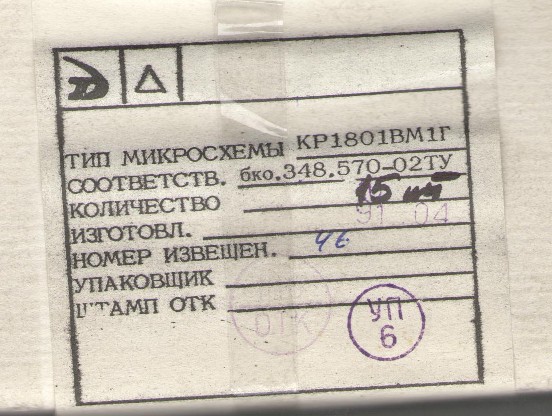 ТИП МИКРОСХЕМЫ КР1801ВМ1Г
СООТВЕТСТВ. бко.348.570-02ТУ
КОЛИЧЕСТВО 15 шт
ИЗГОТОВЛ. 91 04
НОМЕР ИЗВЕЩЕН. 46
УПАКОВЩИК
ШТАМП ОТК
ОТК
УП
6